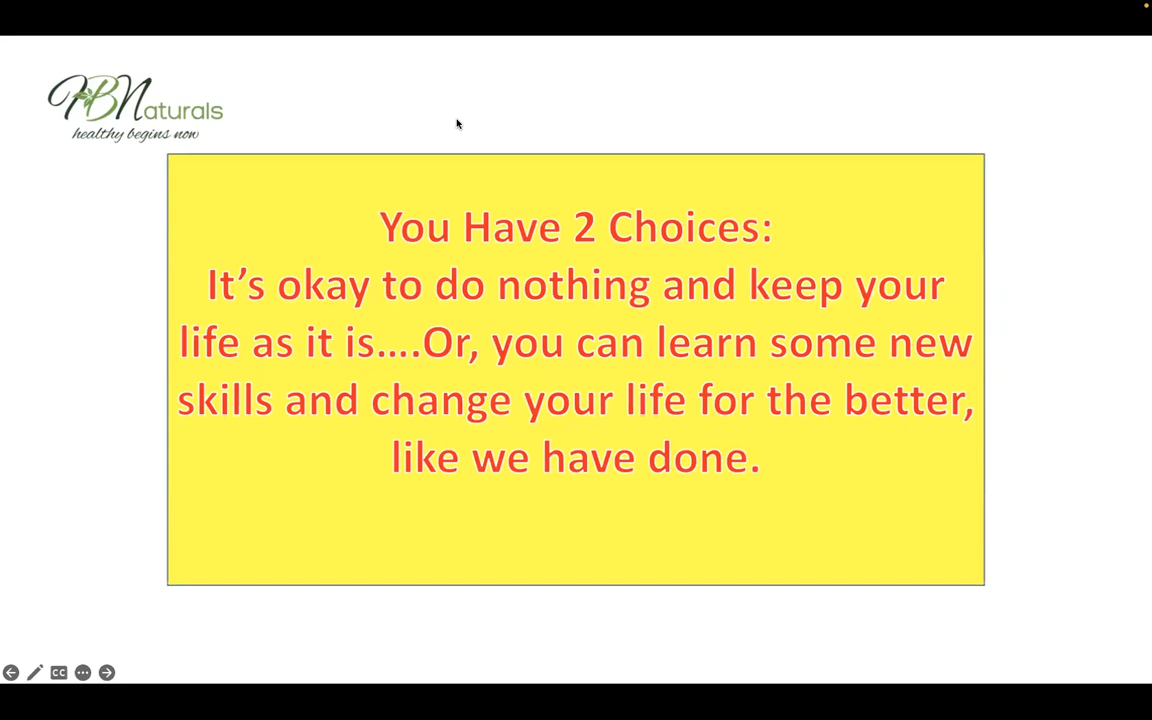 HBNaturals
healthy begins now
You Have 2 Choices:
It’s okay to do nothing and keep your
life as it is....Or, you can learn some new
skills and change your life for the better,
like we have done.
CC